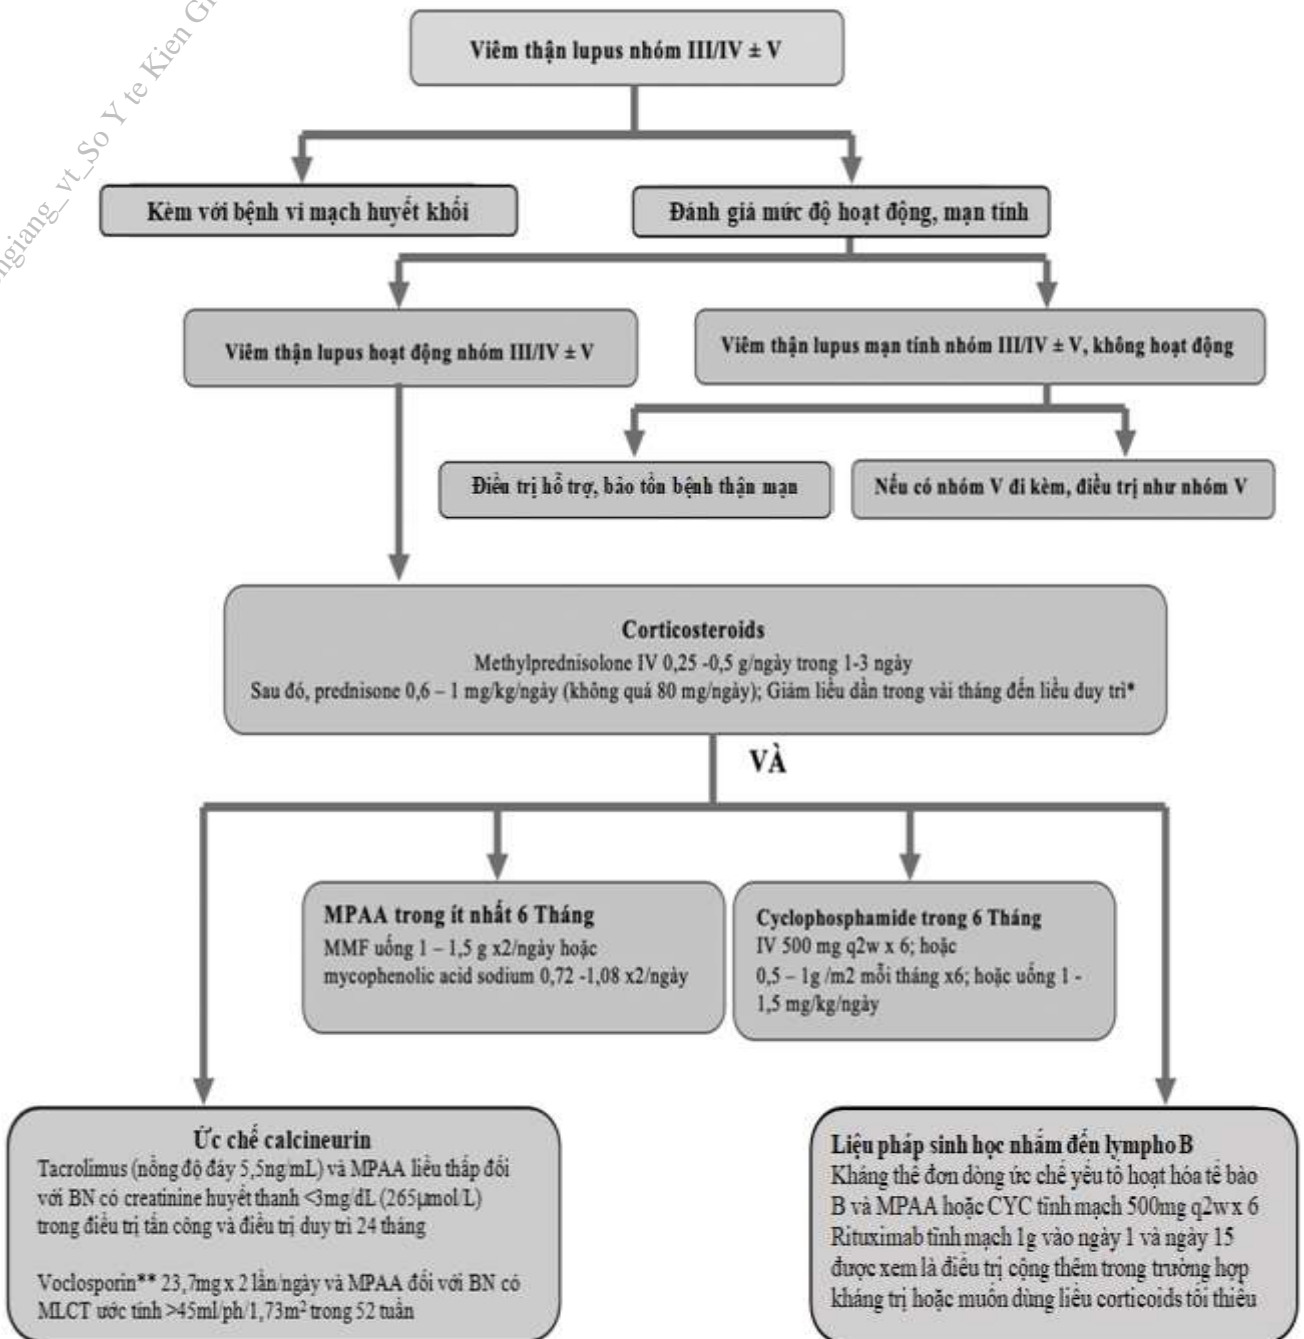 ngiang_vt_So Y te Kien Gi
Viêm thận lupus nhóm III/IV ± V
Kèm với bệnh vi mạch huyết khối
Đánh giá mức độ hoạt động, mạn tính
Viêm thận lupus hoạt động nhóm III/IV ± V
Viêm thận lupus mạn tính nhóm III/IV ± V, không hoạt động
Điều trị hỗ trợ, bảo tồn bệnh thận mạn
Nếu có nhóm V đi kèm, điều trị như nhóm V
Corticosteroids
Methylprednisolone IV 0,25 -0,5 g/ngày trong 1-3 ngày
Sau đó, prednisone 0,6 – 1 mg/kg/ngày (không quá 80 mg/ngày); Giảm liều dần trong vài tháng đến liều duy trì*
VÀ
MPAA trong ít nhất 6 Tháng
MMF uống 1 – 1,5 g x2/ngày hoặc
mycophenolic acid sodium 0,72 -1,08 x2/ngày
Cyclophosphamide trong 6 Tháng
IV 500 mg q2w x 6; hoặc
0,5 – 1g /m2 mỗi tháng x6; hoặc uống 1 -
1,5 mg/kg/ngày
Ức chế calcineurin
Tacrolimus (nồng độ đáy 5,5ng/mL) và MPAA liều thấp đối
với BN có creatinine huyết thanh <3mg/dL (265µmol/L)
trong điều trị tấn công và điều trị duy trì 24 tháng
Voclosporin** 23,7mg x 2 lần/ngày và MPAA đối với BN có
MLCT ước tính >45ml/ph/1,73m² trong 52 tuần
Liệu pháp sinh học nhắm đến lympho B
Kháng thể đơn dòng ức chế yếu tố hoạt hóa tế bào
B và MPAA hoặc CYC tĩnh mạch 500mg q2w x 6
Rituximab tĩnh mạch 1g vào ngày 1 và ngày 15
được xem là điều trị cộng thêm trong trường hợp
kháng trị hoặc muốn dùng liều corticoids tối thiểu